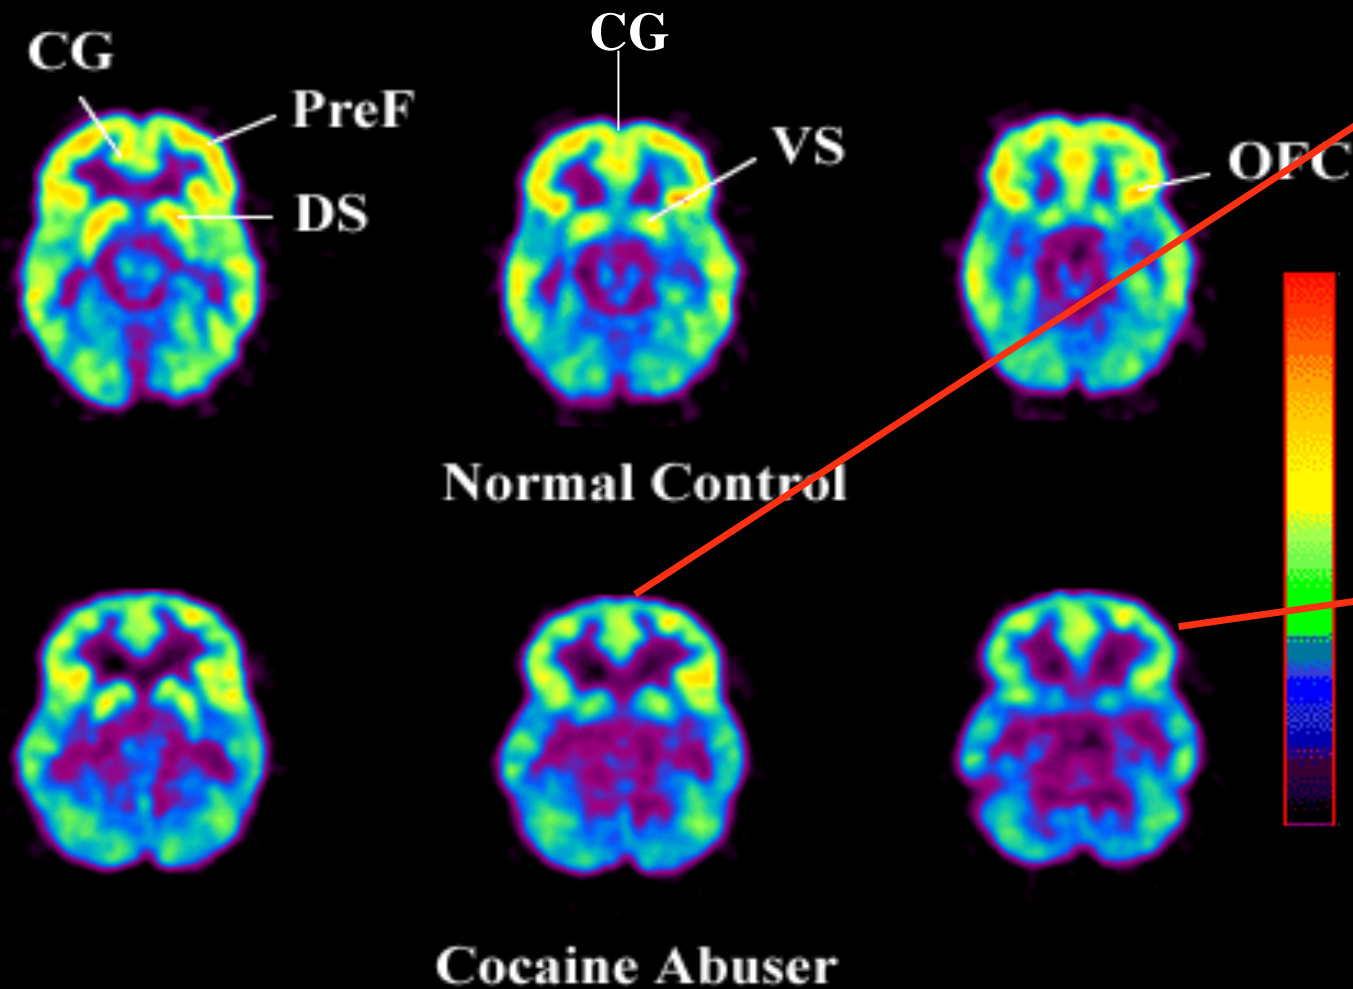 CG
CG
PreF
VS
OFC
DS
Normal Control
Cocaine Abuser